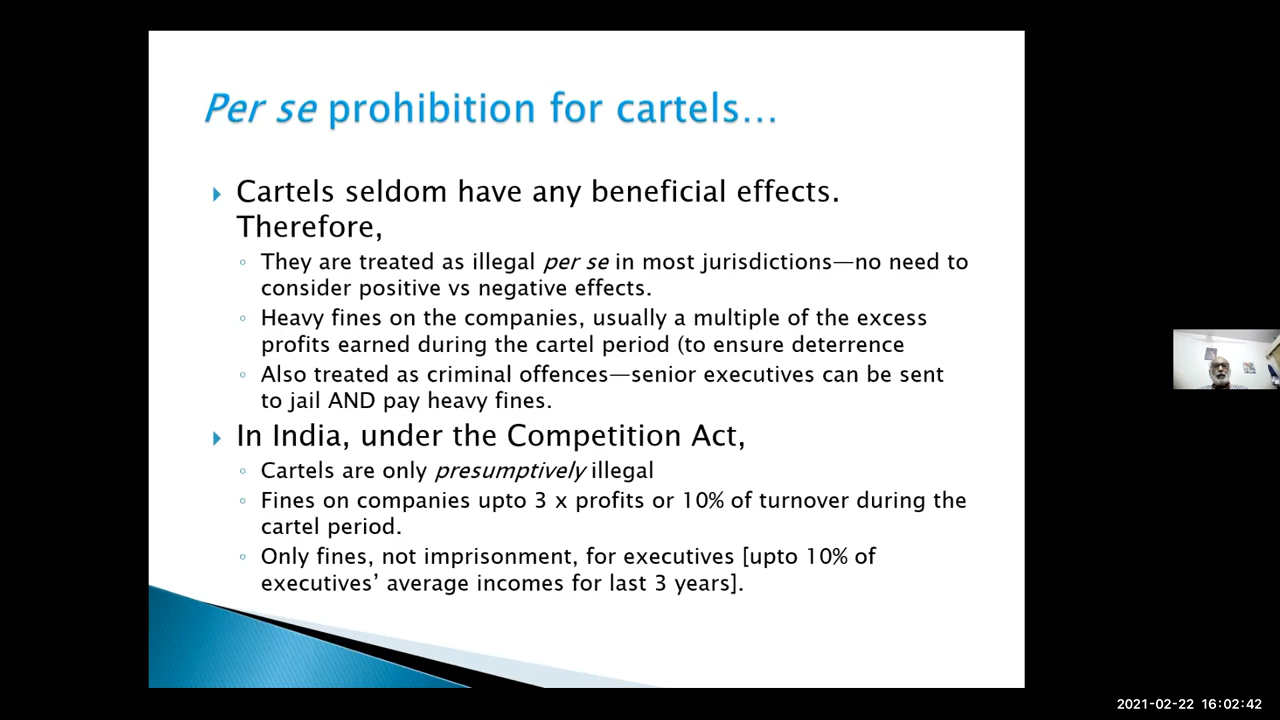 Per se prohibition for cartels…
Cartels seldom have any beneficial effects.
Therefore,
They are treated as illegal per se in most jurisdictions—no need to
consider positive vs negative effects.
Heavy fines on the companies, usually a multiple of the excess
profits earned during the cartel period (to ensure deterrence
Also treated as criminal offences—senior executives can be sent
to jail AND pay heavy fines.
In India, under the Competition Act,
Cartels are only presumptively illegal
Fines on companies upto 3 x profits or 10% of turnover during the
cartel period.
Only fines, not imprisonment, for executives [upto 10% of
executives’ average incomes for last 3 years].
2021-02-22 16:02:42